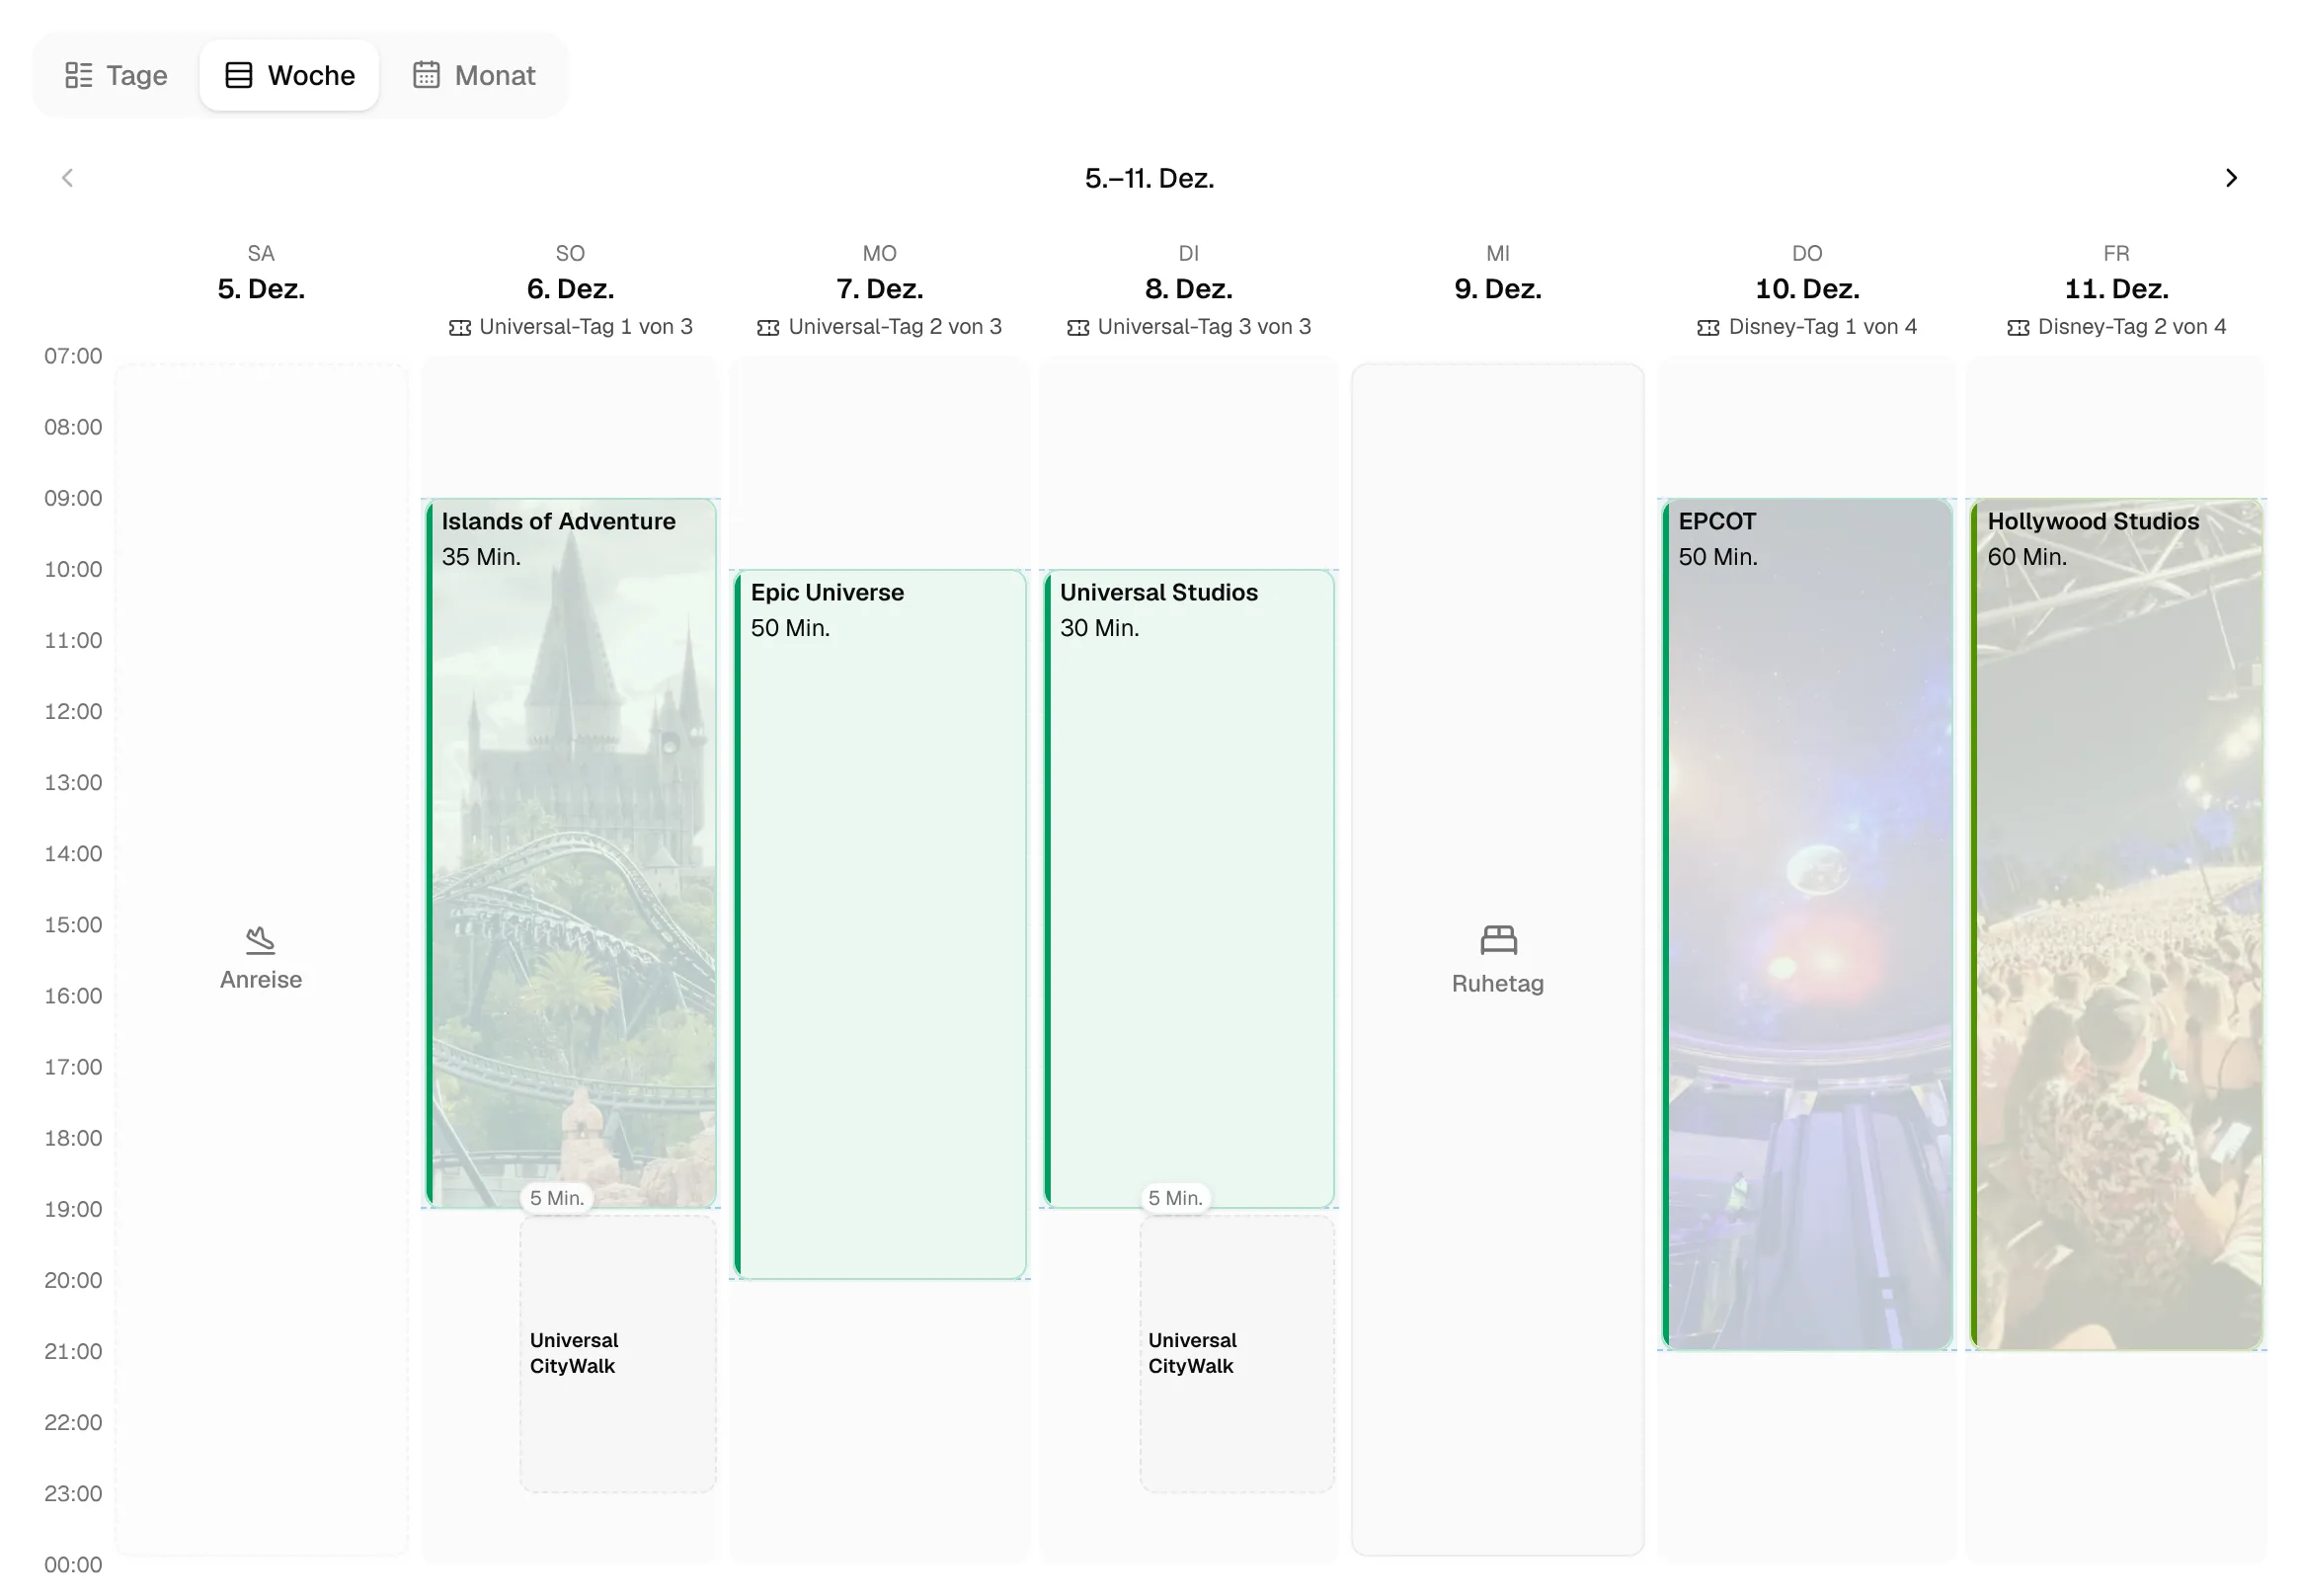 Tage
Woche
Monat
5.–11. Dez.
SA
5. Dez.
SO
6. Dez.
Universal-Tag 1 von 3
MO
7. Dez.
Universal-Tag 2 von 3
DI
8. Dez.
Universal-Tag 3 von 3
MI
9. Dez.
DO
10. Dez.
Disney-Tag 1 von 4
FR
11. Dez.
Disney-Tag 2 von 4
07:00
08:00
09:00
10:00
11:00
12:00
13:00
14:00
15:00
16:00
17:00
18:00
19:00
20:00
21:00
22:00
23:00
00:00
Anreise
Islands of Adventure
35 Min.
5 Min.
Universal
CityWalk
Epic Universe
50 Min.
Universal Studios
30 Min.
5 Min.
Universal
CityWalk
Ruhetag
EPCOT
50 Min.
Hollywood Studios
60 Min.